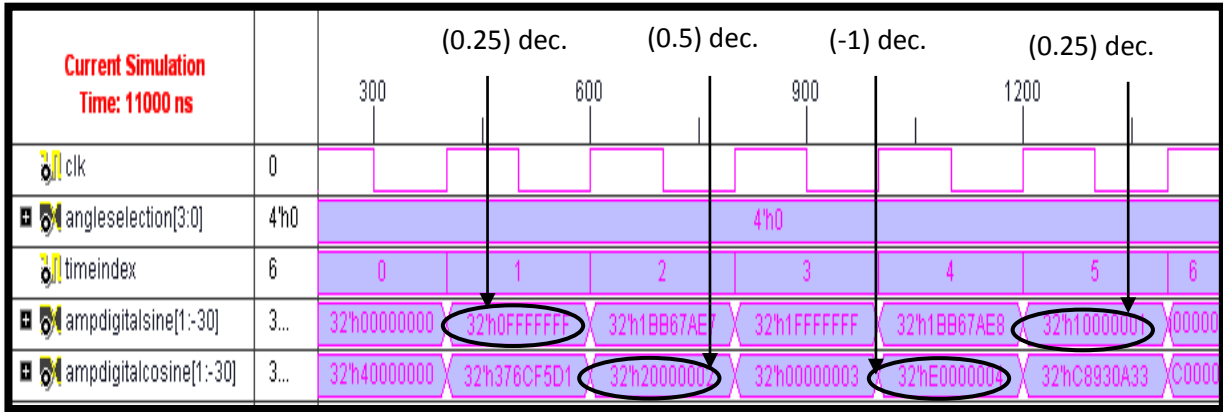 (0.25) dec. (0.5) dec. (-1) dec. (0.25) dec.
Current Simulation
Time: 11000 ns
300 600 900 1200
clk 0
angleselection[3:0] 4'h0 4'h0
timeindex 6 0 1 2 3 4 5 6
ampdigitalsine[1:-30] 3... 32'h00000000 32'h0FFFFFFF 32'h1BB67AE7 32'h1FFFFFFF 32'h1BB67AE8 32'h10000001 00000
ampdigitalcosine[1:-30] 3... 32'h40000000 32'h376CF5D1 32'h20000002 32'h00000003 32'hE0000004 32'hC8930A33 C0000